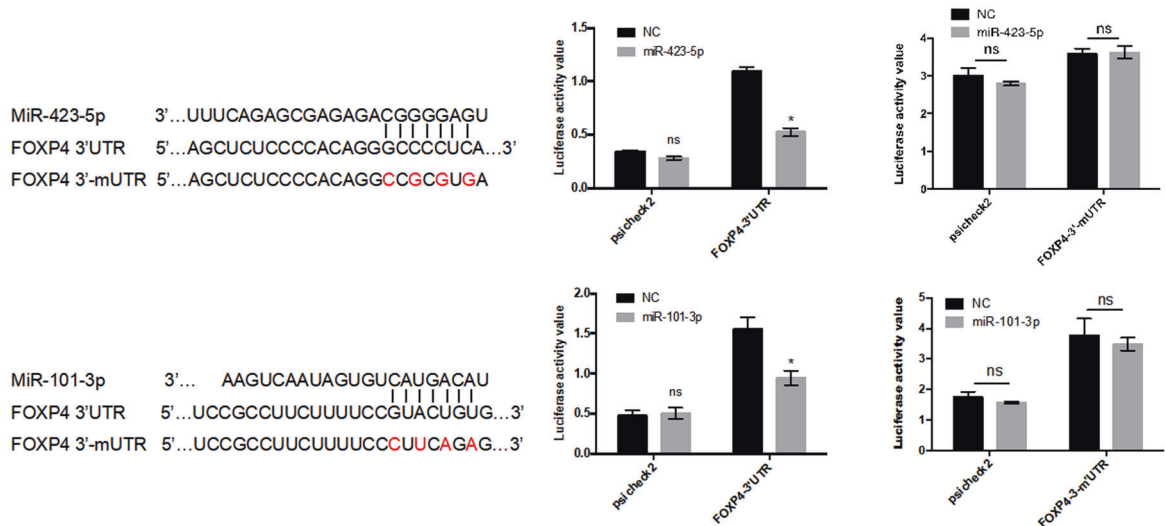 MiR-423-5p 3'...UUUCAGAGCGAGAGACGGGGAGU
FOXP4 3'UTR 5'...AGCUCUCCCCACAGGGCCCCUCA...3'
FOXP4 3'-mUTR 5'...AGCUCUCCCCACAGGCCGCGUGA
NC
miR-423-5p
Luciferase activity value
1.5
1.0
0.5
0.0
ns
*
psicheck2
FOXP4-3'UTR
NC
miR-423-5p
Luciferase activity value
4
3
2
1
0
ns
ns
psicheck2
FOXP4-3'-mUTR
MiR-101-3p 3'... AAGUCAAUAGUGUCAUGACAU
FOXP4 3'UTR 5'...UCCGCCUUCUUUUCCGUACUGUG...3'
FOXP4 3'-mUTR 5'...UCCGCCUUCUUUUCCCUUCAGAG...3'
NC
miR-101-3p
Luciferase activity value
2.0
1.5
1.0
0.5
0.0
ns
*
psicheck2
FOXP4-3'UTR
NC
miR-101-3p
Luciferase activity value
5
4
3
2
1
0
ns
ns
psicheck2
FOXP4-3-m'UTR